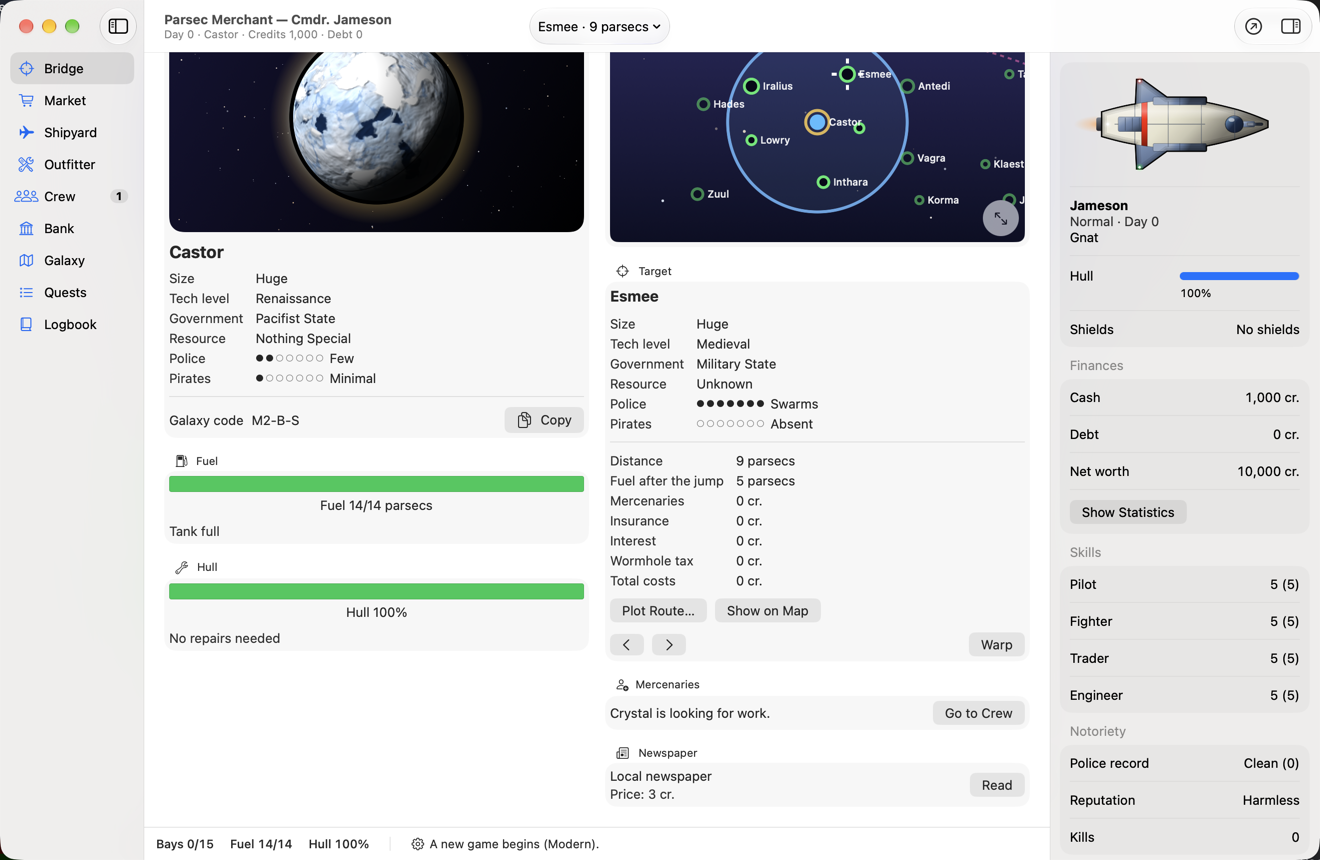 Parsec Merchant — Cmdr. Jameson
Day 0 · Castor · Credits 1,000 · Debt 0
Esmee · 9 parsecs
Bridge
Market
Shipyard
Outfitter
Crew 1
Bank
Galaxy
Quests
Logbook
Castor
Size Huge
Tech level Renaissance
Government Pacifist State
Resource Nothing Special
Police Few
Pirates Minimal
Galaxy code M2-B-S
Copy
Fuel
Fuel 14/14 parsecs
Tank full
Hull
Hull 100%
No repairs needed
Esmee
Iralius
Antedi
Hades
Castor
Lowry
Vagra
Klaest
Inthara
Zuul
Korma
Target
Esmee
Size Huge
Tech level Medieval
Government Military State
Resource Unknown
Police Swarms
Pirates Absent
Distance 9 parsecs
Fuel after the jump 5 parsecs
Mercenaries 0 cr.
Insurance 0 cr.
Interest 0 cr.
Wormhole tax 0 cr.
Total costs 0 cr.
Plot Route... Show on Map
Warp
Mercenaries
Crystal is looking for work.
Go to Crew
Newspaper
Local newspaper
Price: 3 cr.
Read
Jameson
Normal · Day 0
Gnat
Hull
100%
Shields No shields
Finances
Cash 1,000 cr.
Debt 0 cr.
Net worth 10,000 cr.
Show Statistics
Skills
Pilot 5 (5)
Fighter 5 (5)
Trader 5 (5)
Engineer 5 (5)
Notoriety
Police record Clean (0)
Reputation Harmless
Kills 0
Bays 0/15 Fuel 14/14 Hull 100% A new game begins (Modern).